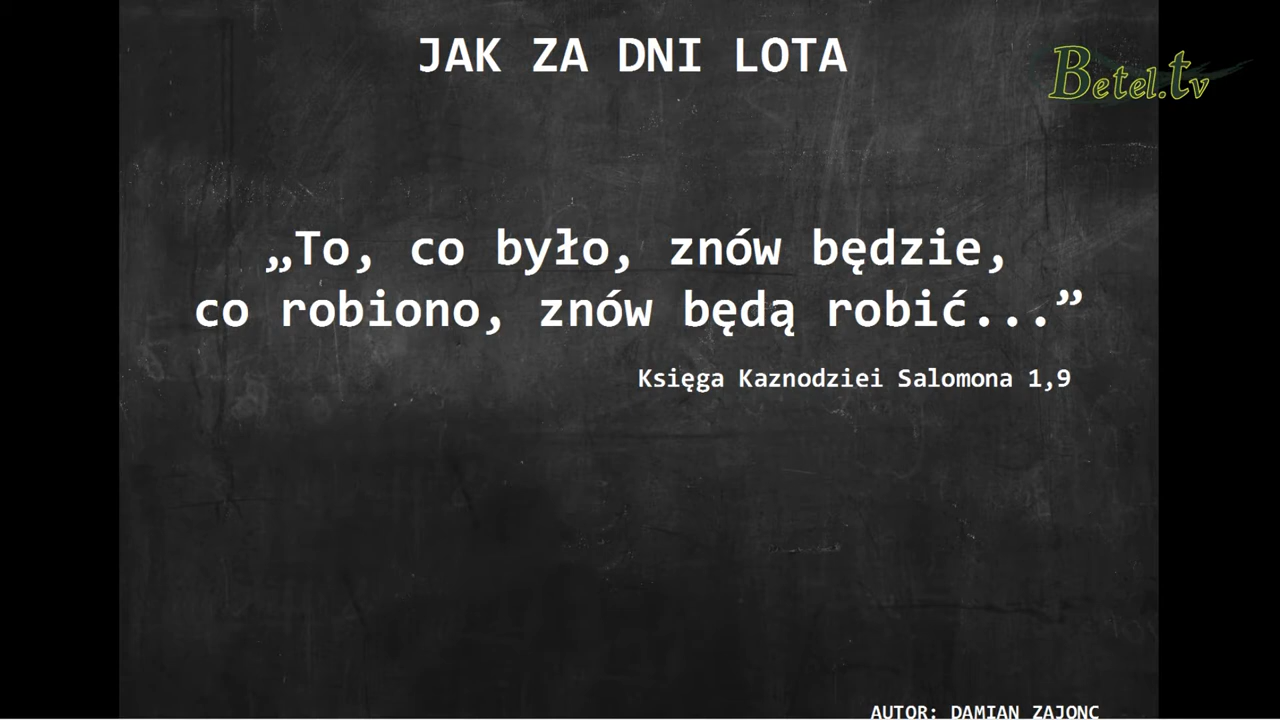 JAK ZA DNI LOTA
Betel.tv
„To, co było, znów będzie,
co robiono, znów będą robić...”
Księga Kaznodziei Salomona 1,9
AUTOR: DAMIAN ZAJONC